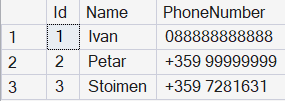 Id Name PhoneNumber
1 1 Ivan 088888888888
2 2 Petar +359 99999999
3 3 Stoimen +359 7281631